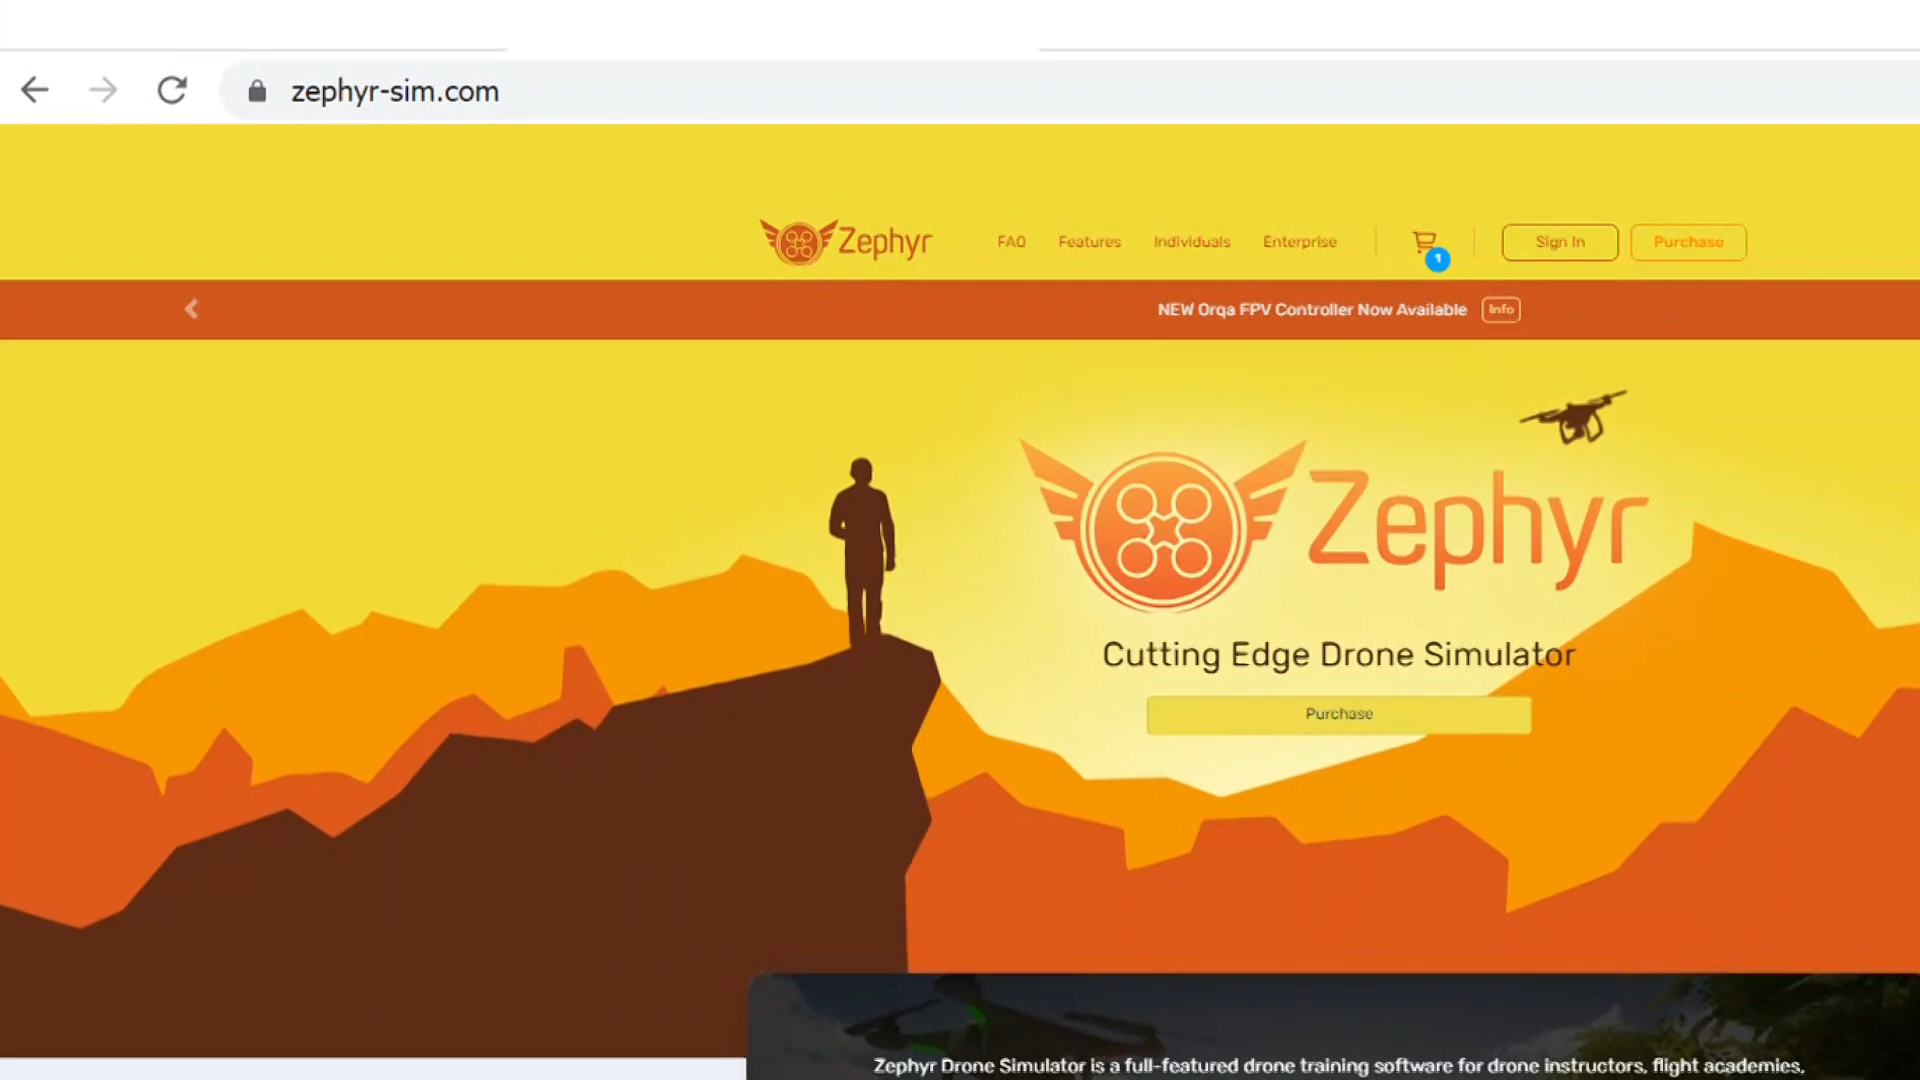 zephyr-sim.com
Zephyr FAQ Features Individuals Enterprise 1 Sign In Purchase
NEW Orqa FPV Controller Now Available Info
Zephyr
Cutting Edge Drone Simulator
Purchase
Zephyr Drone Simulator is a full-featured drone training software for drone instructors, flight academies,